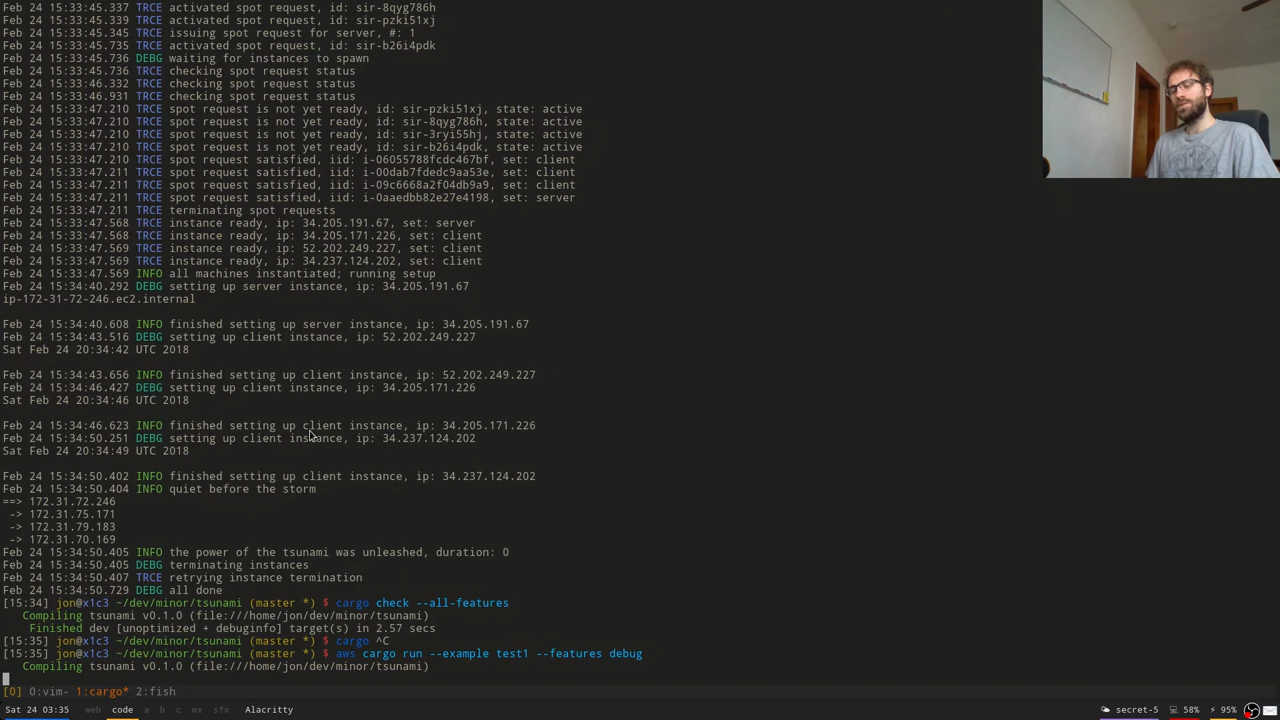 Feb 24 15:33:45.337 TRCE activated spot request, id: sir-8qyg786h
Feb 24 15:33:45.339 TRCE activated spot request, id: sir-pzki51xj
Feb 24 15:33:45.345 TRCE issuing spot request for server, #: 1
Feb 24 15:33:45.735 TRCE activated spot request, id: sir-b26i4pdk
Feb 24 15:33:45.736 DEBG waiting for instances to spawn
Feb 24 15:33:45.736 TRCE checking spot request status
Feb 24 15:33:46.332 TRCE checking spot request status
Feb 24 15:33:46.931 TRCE checking spot request status
Feb 24 15:33:47.210 TRCE spot request is not yet ready, id: sir-pzki51xj, state: active
Feb 24 15:33:47.210 TRCE spot request is not yet ready, id: sir-8qyg786h, state: active
Feb 24 15:33:47.210 TRCE spot request is not yet ready, id: sir-3ryi55hj, state: active
Feb 24 15:33:47.210 TRCE spot request is not yet ready, id: sir-b26i4pdk, state: active
Feb 24 15:33:47.210 TRCE spot request satisfied, iid: i-06055788fcdc467bf, set: client
Feb 24 15:33:47.211 TRCE spot request satisfied, iid: i-00dab7fdedc9aa53e, set: client
Feb 24 15:33:47.211 TRCE spot request satisfied, iid: i-09c6668a2f04db9a9, set: client
Feb 24 15:33:47.211 TRCE spot request satisfied, iid: i-0aaedbb82e27e4198, set: server
Feb 24 15:33:47.211 TRCE terminating spot requests
Feb 24 15:33:47.568 TRCE instance ready, ip: 34.205.191.67, set: server
Feb 24 15:33:47.568 TRCE instance ready, ip: 34.205.171.226, set: client
Feb 24 15:33:47.569 TRCE instance ready, ip: 52.202.249.227, set: client
Feb 24 15:33:47.569 TRCE instance ready, ip: 34.237.124.202, set: client
Feb 24 15:33:47.569 INFO all machines instantiated; running setup
Feb 24 15:34:40.292 DEBG setting up server instance, ip: 34.205.191.67
ip-172-31-72-246.ec2.internal
Feb 24 15:34:40.608 INFO finished setting up server instance, ip: 34.205.191.67
Feb 24 15:34:43.516 DEBG setting up client instance, ip: 52.202.249.227
Sat Feb 24 20:34:42 UTC 2018
Feb 24 15:34:43.656 INFO finished setting up client instance, ip: 52.202.249.227
Feb 24 15:34:46.427 DEBG setting up client instance, ip: 34.205.171.226
Sat Feb 24 20:34:46 UTC 2018
Feb 24 15:34:46.623 INFO finished setting up client instance, ip: 34.205.171.226
Feb 24 15:34:50.251 DEBG setting up client instance, ip: 34.237.124.202
Sat Feb 24 20:34:49 UTC 2018
Feb 24 15:34:50.402 INFO finished setting up client instance, ip: 34.237.124.202
Feb 24 15:34:50.404 INFO quiet before the storm
==> 172.31.72.246
-> 172.31.75.171
-> 172.31.79.183
-> 172.31.70.169
Feb 24 15:34:50.405 INFO the power of the tsunami was unleashed, duration: 0
Feb 24 15:34:50.405 DEBG terminating instances
Feb 24 15:34:50.407 TRCE retrying instance termination
Feb 24 15:34:50.729 DEBG all done
[15:34] jon@x1c3 ~/dev/minor/tsunami (master *) $ cargo check --all-features
Compiling tsunami v0.1.0 (file:///home/jon/dev/minor/tsunami)
Finished dev [unoptimized + debuginfo] target(s) in 2.57 secs
[15:35] jon@x1c3 ~/dev/minor/tsunami (master *) $ cargo ^C
[15:35] jon@x1c3 ~/dev/minor/tsunami (master *) $ aws cargo run --example test1 --features debug
Compiling tsunami v0.1.0 (file:///home/jon/dev/minor/tsunami)
[0] 0:vim- 1:cargo* 2:fish
Sat 24 03:35 web code a b c mx sfx Alacritty secret-5 58% 95%